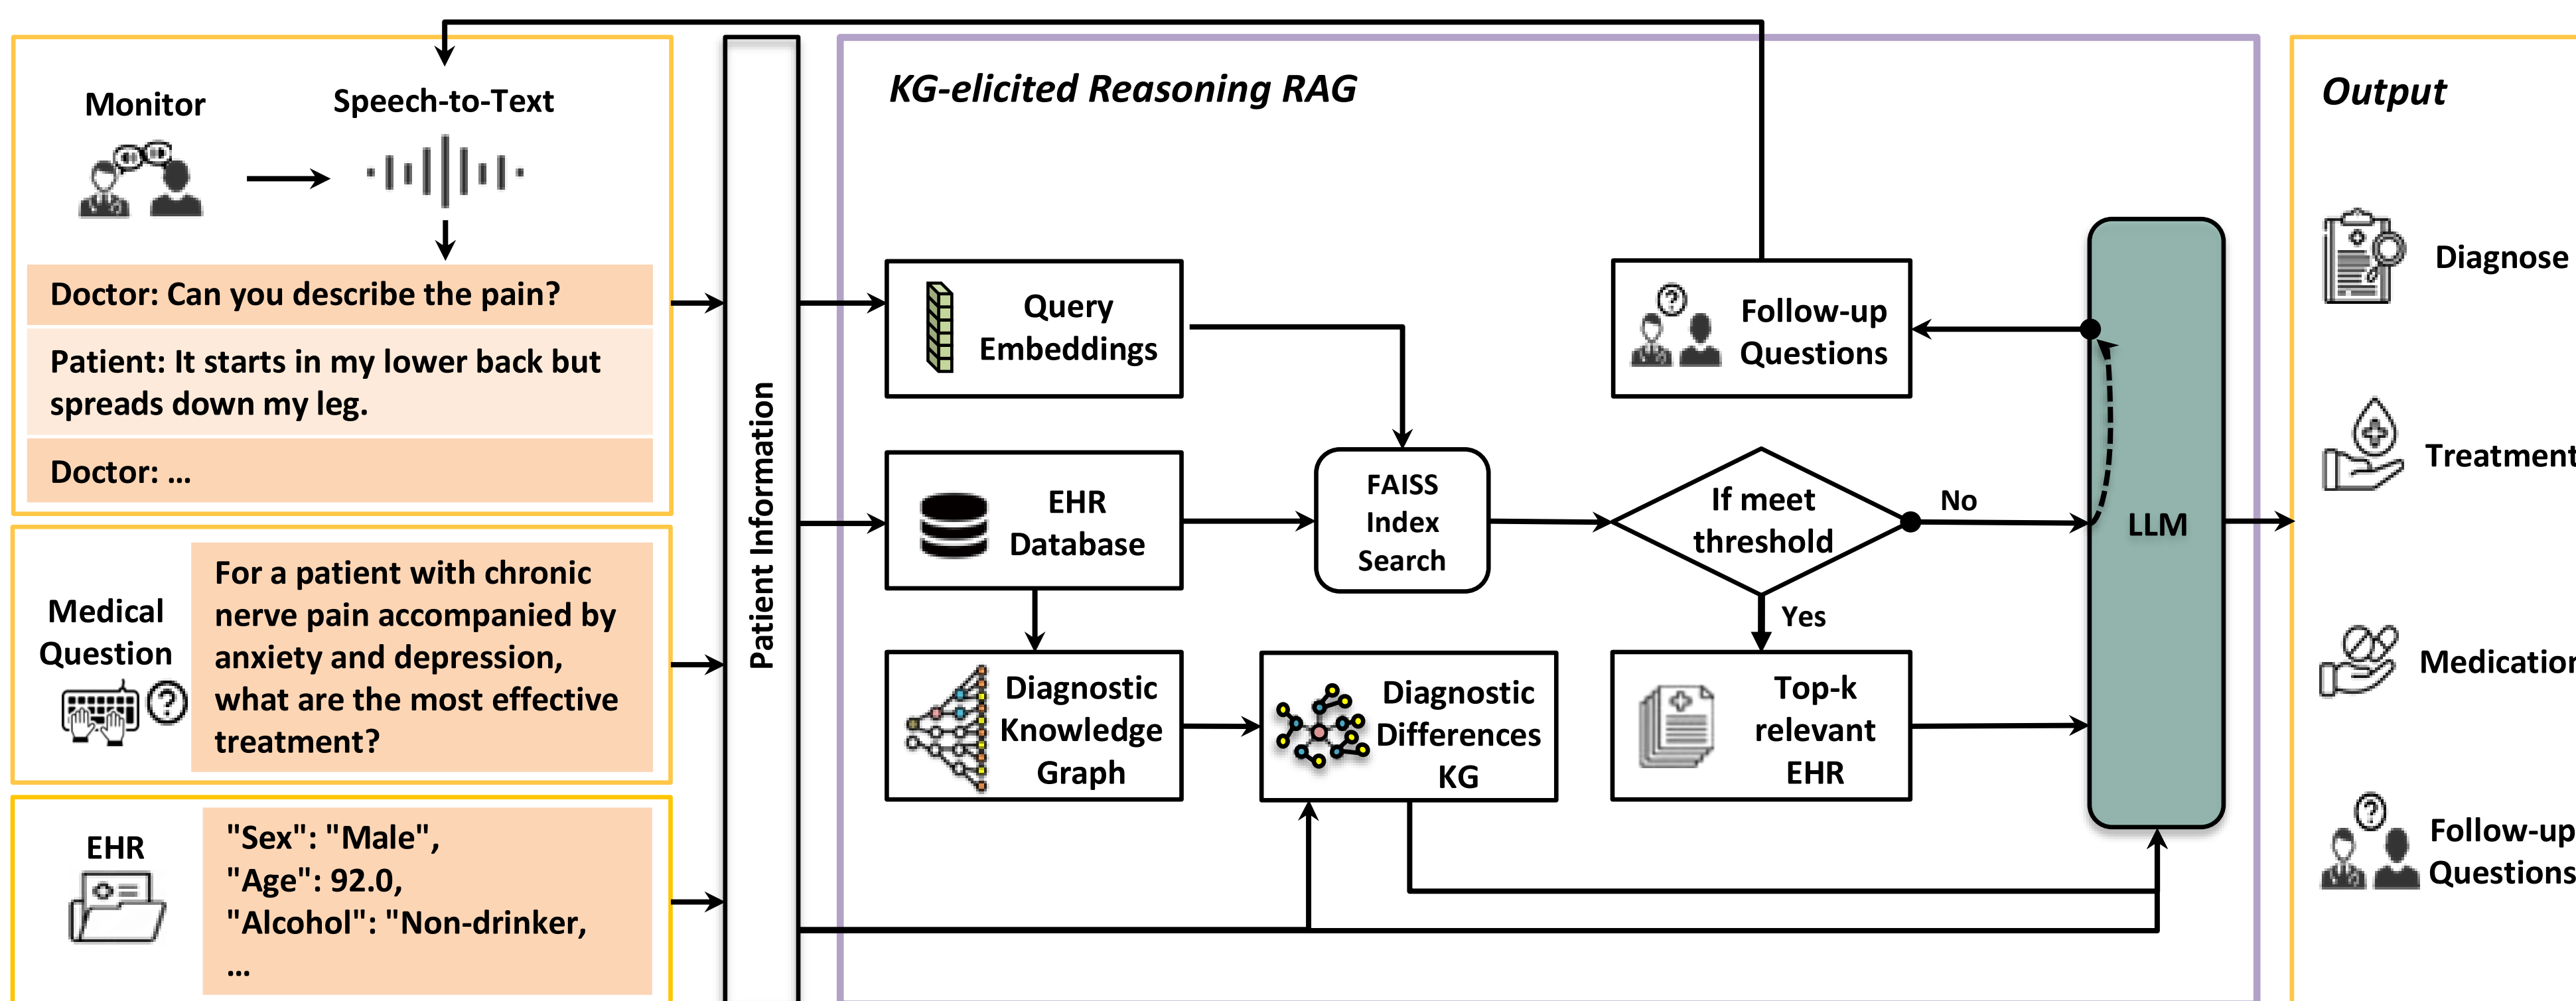 Monitor
Speech-to-Text
Doctor: Can you describe the pain?
Patient: It starts in my lower back but
spreads down my leg.
Doctor: ...
Medical
Question
For a patient with chronic
nerve pain accompanied by
anxiety and depression,
what are the most effective
treatment?
EHR
"Sex": "Male",
"Age": 92.0,
"Alcohol": "Non-drinker,
...
Patient Information
KG-elicited Reasoning RAG
Query
Embeddings
EHR
Database
Diagnostic
Knowledge
Graph
FAISS
Index
Search
Diagnostic
Differences
KG
Follow-up
Questions
If meet
threshold
No
Yes
Top-k
relevant
EHR
LLM
Output
Diagnose
Treatment
Medication
Follow-up
Questions